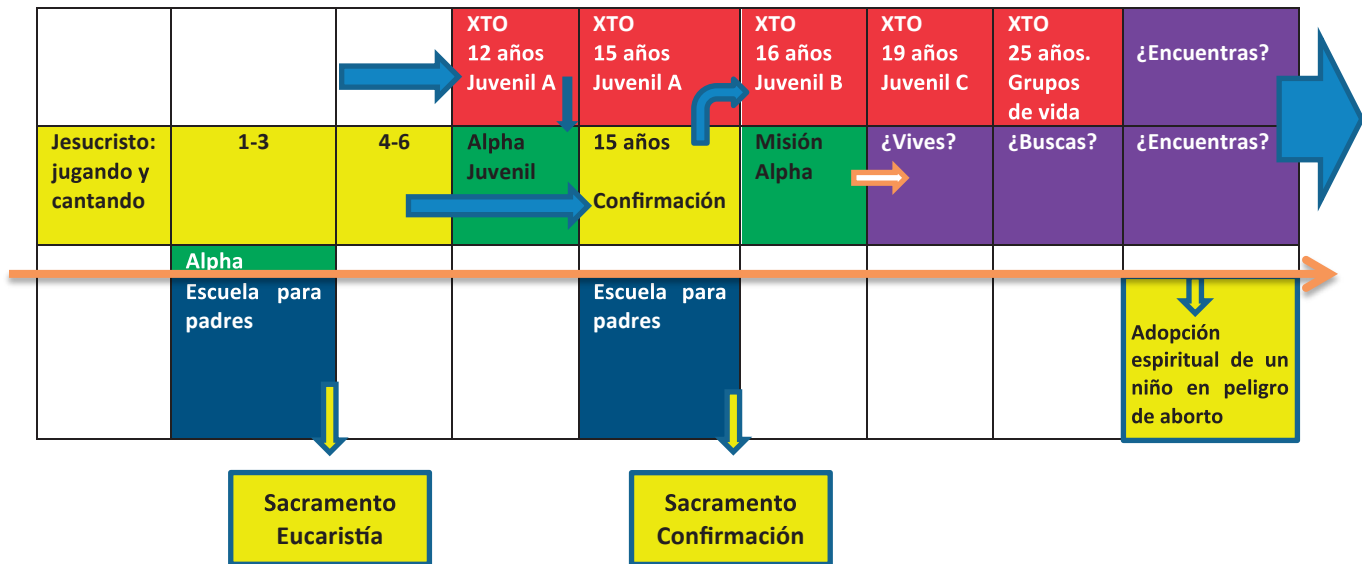 XTO
12 años
Juvenil A
XTO
15 años
Juvenil A
XTO
16 años
Juvenil B
XTO
19 años
Juvenil C
XTO
25 años.
Grupos
de vida
¿Encuentras?
Jesucristo:
jugando y
cantando
1-3
4-6
Alpha
Juvenil
15 años
Confirmación
Misión
Alpha
¿Vives?
¿Buscas?
¿Encuentras?
Alpha
Escuela para
padres
Escuela para
padres
Adopción
espiritual de un
niño en peligro
de aborto
Sacramento
Eucaristía
Sacramento
Confirmación